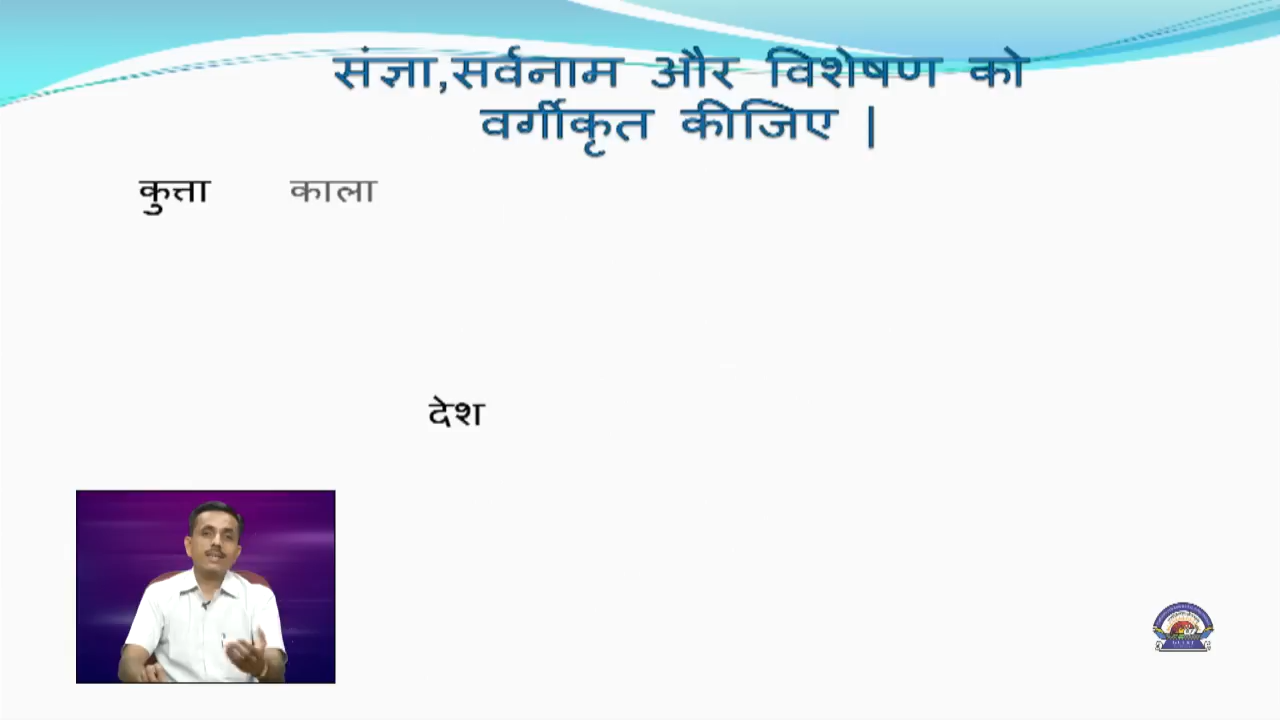 संज्ञा,सर्वनाम और विशेषण को
वर्गीकृत कीजिए |
कुत्ता काला
देश